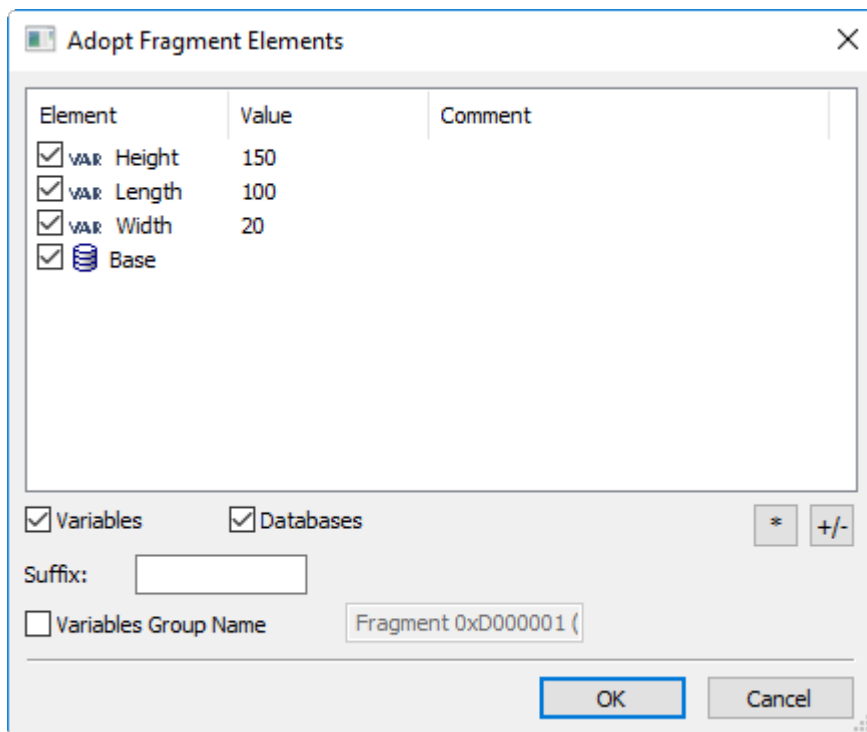 Adopt Fragment Elements
Element Value Comment
VAR Height 150
VAR Length 100
VAR Width 20
Base
Variables Databases * +/-
Suffix:
Variables Group Name Fragment 0xD000001 (
OK Cancel